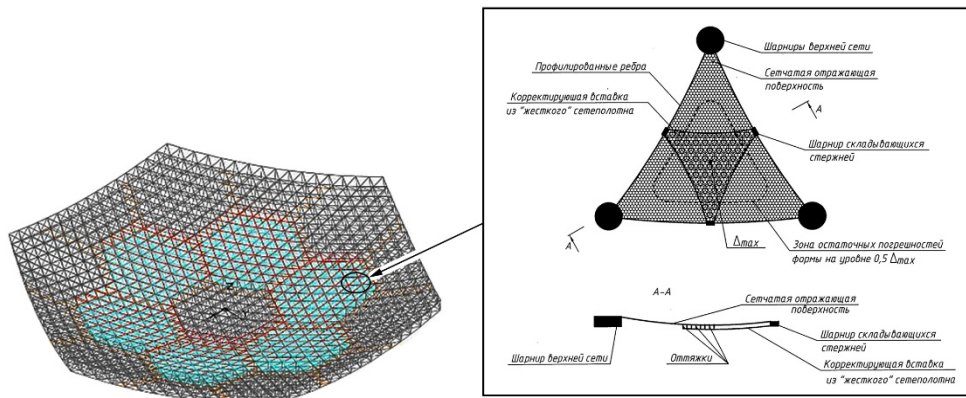 Шарниры верхней сети
Профилированные ребра
Сетчатая отражающая
поверхность
Корректируюшая вставка
из "жесткого" сетеполотна
А
Шарнир складывающихся
стержней
А
Δmax
Зона остаточных погрешностей
формы на уровне 0,5 Δmax
А-А
Сетчатая отражающая
поверхность
Шарнир складывающихся
стержней
Шарнир верхней сети
Оттяжки
Корректирующая вставка
из "жесткого" сетеполотна